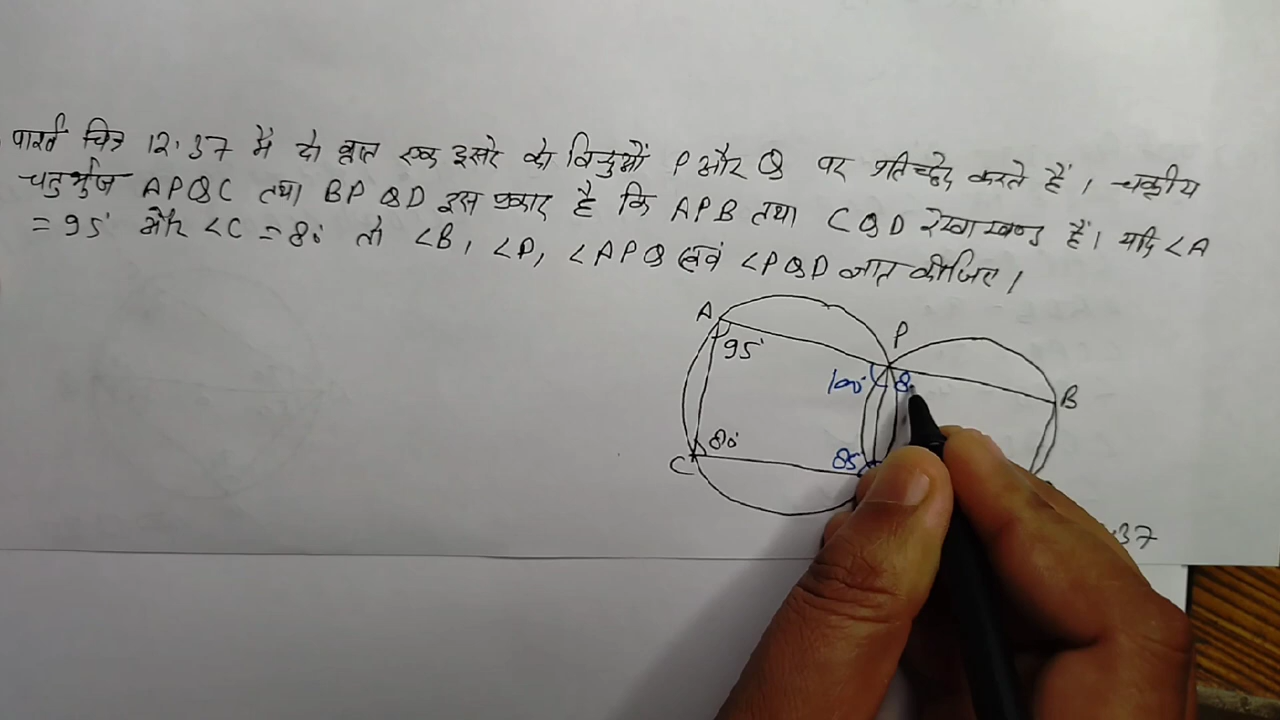 पार्श्व चित्र 12.37 में दो वृत्त एक दूसरे को बिन्दुओं P और Q पर प्रतिच्छेद करते हैं। चक्रीय
चतुर्भुज APQC तथा BPQD इस प्रकार है कि APB तथा CQD रेखाखण्ड हैं। यदि ∠A
= 95° और ∠C = 80° तो ∠B, ∠D, ∠APQ एवं ∠PQD ज्ञात कीजिए।
A
P
95°
100°
8
B
80°
85°
C
.37